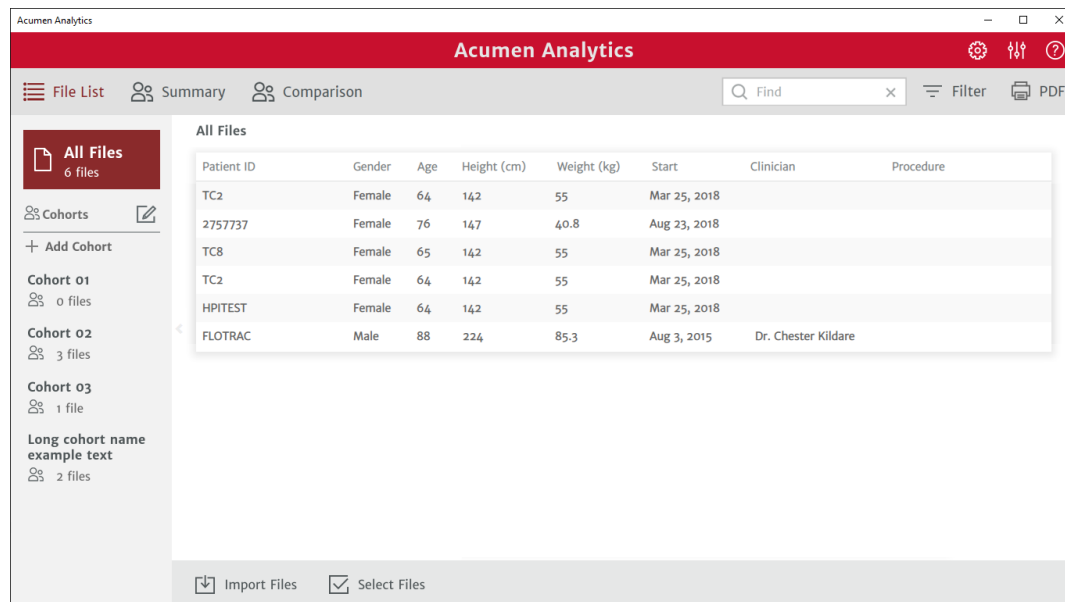 Acumen Analytics
Acumen Analytics
File List Summary Comparison Find Filter PDF
All Files
6 files
Cohorts
Add Cohort
Cohort 01
0 files
Cohort 02
3 files
Cohort 03
1 file
Long cohort name
example text
2 files
All Files
Patient ID Gender Age Height (cm) Weight (kg) Start Clinician Procedure
TC2 Female 64 142 55 Mar 25, 2018
2757737 Female 76 147 40.8 Aug 23, 2018
TC8 Female 65 142 55 Mar 25, 2018
TC2 Female 64 142 55 Mar 25, 2018
HPITEST Female 64 142 55 Mar 25, 2018
FLOTRAC Male 88 224 85.3 Aug 3, 2015 Dr. Chester Kildare
Import Files Select Files